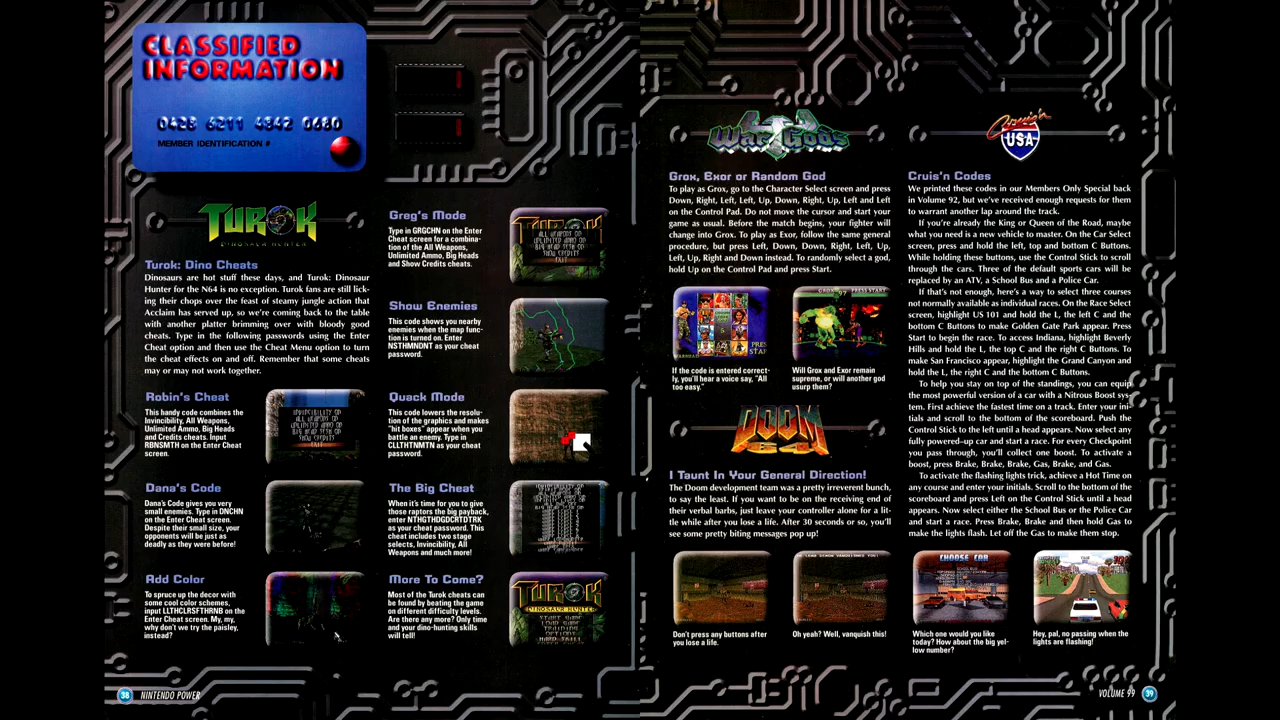 CLASSIFIED
INFORMATION
0428 6211 4842 0680
MEMBER IDENTIFICATION #
TUROK
DINOSAUR HUNTER
Turok: Dino Cheats
Dinosaurs are hot stuff these days, and Turok: Dinosaur
Hunter for the N64 is no exception. Turok fans are still lick-
ing their chops over the feast of steamy jungle action that
Acclaim has served up, so we're coming back to the table
with another platter brimming over with bloody good
cheats. Type in the following passwords using the Enter
Cheat option and then use the Cheat Menu option to turn
the cheat effects on and off. Remember that some cheats
may or may not work together.
Robin's Cheat
This handy code combines the
Invincibility, All Weapons,
Unlimited Ammo, Big Heads
and Credits cheats. Input
RBNSMTH on the Enter Cheat
screen.
Dana's Code
Dana's Code gives you very
small enemies. Type in DNCHN
on the Enter Cheat screen.
Despite their small size, your
opponents will be just as
deadly as they were before!
Add Color
To spruce up the decor with
some cool color schemes,
input LLTHCLRSFTHRNB on the
Enter Cheat screen. My, my,
why don't we try the paisley,
instead?
Greg's Mode
Type in GRGCHN on the Enter
Cheat screen for a combina-
tion of the All Weapons,
Unlimited Ammo, Big Heads
and Show Credits cheats.
Show Enemies
This code shows you nearby
enemies when the map func-
tion is turned on. Enter
NSTHMNDNT as your cheat
password.
Quack Mode
This code lowers the resolu-
tion of the graphics and makes
"hit boxes" appear when you
battle an enemy. Type in
CLLTHTNMTN as your cheat
password.
The Big Cheat
When it's time for you to give
those raptors the big payback,
enter NTHGTHDGDCRTDTRK
as your cheat password. This
cheat includes two stage
selects, Invincibility, All
Weapons and much more!
More To Come?
Most of the Turok cheats can
be found by beating the game
on different difficulty levels.
Are there any more? Only time
and your dino-hunting skills
will tell!
TUROK
DINOSAUR HUNTER
START GAME
LOAD GAME
TRAINING
OPTIONS
38 NINTENDO POWER
War Gods
Grox, Exor or Random God
To play as Grox, go to the Character Select screen and press
Down, Right, Left, Left, Up, Down, Right, Up, Left and Left
on the Control Pad. Do not move the cursor and start your
game as usual. Before the match begins, your fighter will
change into Grox. To play as Exor, follow the same general
procedure, but press Left, Down, Down, Right, Left, Up,
Left, Up, Right and Down instead. To randomly select a god,
hold Up on the Control Pad and press Start.
If the code is entered correct-
ly, you'll hear a voice say, "All
too easy."
Will Grox and Exor remain
supreme, or will another god
usurp them?
DOOM
64
I Taunt In Your General Direction!
The Doom development team was a pretty irreverent bunch,
to say the least. If you want to be on the receiving end of
their verbal barbs, just leave your controller alone for a lit-
tle while after you lose a life. After 30 seconds or so, you'll
see some pretty biting messages pop up!
Don't press any buttons after
you lose a life.
Oh yeah? Well, vanquish this!
Cruis'n
USA
Cruis'n Codes
We printed these codes in our Members Only Special back
in Volume 92, but we've received enough requests for them
to warrant another lap around the track.
If you're already the King or Queen of the Road, maybe
what you need is a new vehicle to master. On the Car Select
screen, press and hold the left, top and bottom C Buttons.
While holding these buttons, use the Control Stick to scroll
through the cars. Three of the default sports cars will be
replaced by an ATV, a School Bus and a Police Car.
If that's not enough, here's a way to select three courses
not normally available as individual races. On the Race Select
screen, highlight US 101 and hold the L, the left C and the
bottom C Buttons to make Golden Gate Park appear. Press
Start to begin the race. To access Indiana, highlight Beverly
Hills and hold the L, the top C and the right C Buttons. To
make San Francisco appear, highlight the Grand Canyon and
hold the L, the right C and the bottom C Buttons.
To help you stay on top of the standings, you can equip
the most powerful version of a car with a Nitrous Boost sys-
tem. First achieve the fastest time on a track. Enter your ini-
tials and scroll to the bottom of the scoreboard. Push the
Control Stick to the left until a head appears. Now select any
fully powered-up car and start a race. For every Checkpoint
you pass through, you'll collect one boost. To activate a
boost, press Brake, Brake, Brake, Gas, Brake, and Gas.
To activate the flashing lights trick, achieve a Hot Time on
any course and enter your initials. Scroll to the bottom of the
scoreboard and press Left on the Control Stick until a head
appears. Now select either the School Bus or the Police Car
and start a race. Press Brake, Brake and then hold Gas to
make the lights flash. Let off the Gas to make them stop.
CHOOSE CAR
Which one would you like
today? How about the big yel-
low number?
Hey, pal, no passing when the
lights are flashing!
VOLUME 99 39